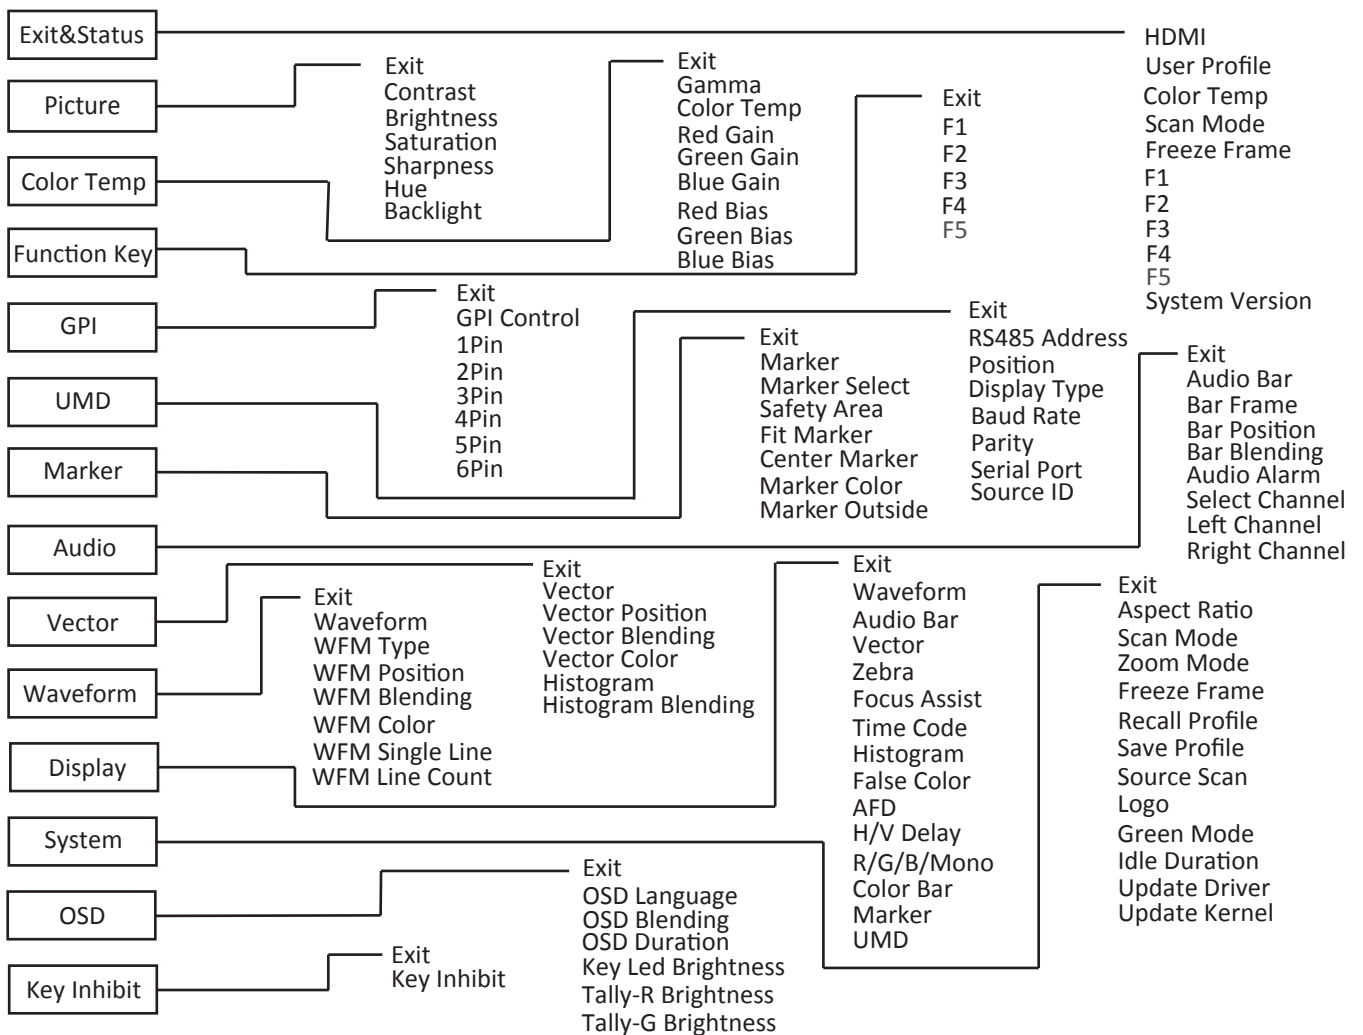 Exit&Status
Picture
Color Temp
Function Key
GPI
UMD
Marker
Audio
Vector
Waveform
Display
System
OSD
Key Inhibit
HDMI
User Profile
Color Temp
Scan Mode
Freeze Frame
F1
F2
F3
F4
F5
System Version
Exit
Contrast
Brightness
Saturation
Sharpness
Hue
Backlight
Exit
Gamma
Color Temp
Red Gain
Green Gain
Blue Gain
Red Bias
Green Bias
Blue Bias
Exit
F1
F2
F3
F4
F5
Exit
GPI Control
1Pin
2Pin
3Pin
4Pin
5Pin
6Pin
Exit
RS485 Address
Position
Display Type
Baud Rate
Parity
Serial Port
Source ID
Exit
Marker
Marker Select
Safety Area
Fit Marker
Center Marker
Marker Color
Marker Outside
Exit
Audio Bar
Bar Frame
Bar Position
Bar Blending
Audio Alarm
Select Channel
Left Channel
Rright Channel
Exit
Vector
Vector Position
Vector Blending
Vector Color
Histogram
Histogram Blending
Exit
Waveform
WFM Type
WFM Position
WFM Blending
WFM Color
WFM Single Line
WFM Line Count
Exit
Waveform
Audio Bar
Vector
Zebra
Focus Assist
Time Code
Histogram
False Color
AFD
H/V Delay
R/G/B/Mono
Color Bar
Marker
UMD
Exit
Aspect Ratio
Scan Mode
Zoom Mode
Freeze Frame
Recall Profile
Save Profile
Source Scan
Logo
Green Mode
Idle Duration
Update Driver
Update Kernel
Exit
OSD Language
OSD Blending
OSD Duration
Key Led Brightness
Tally-R Brightness
Tally-G Brightness
Exit
Key Inhibit